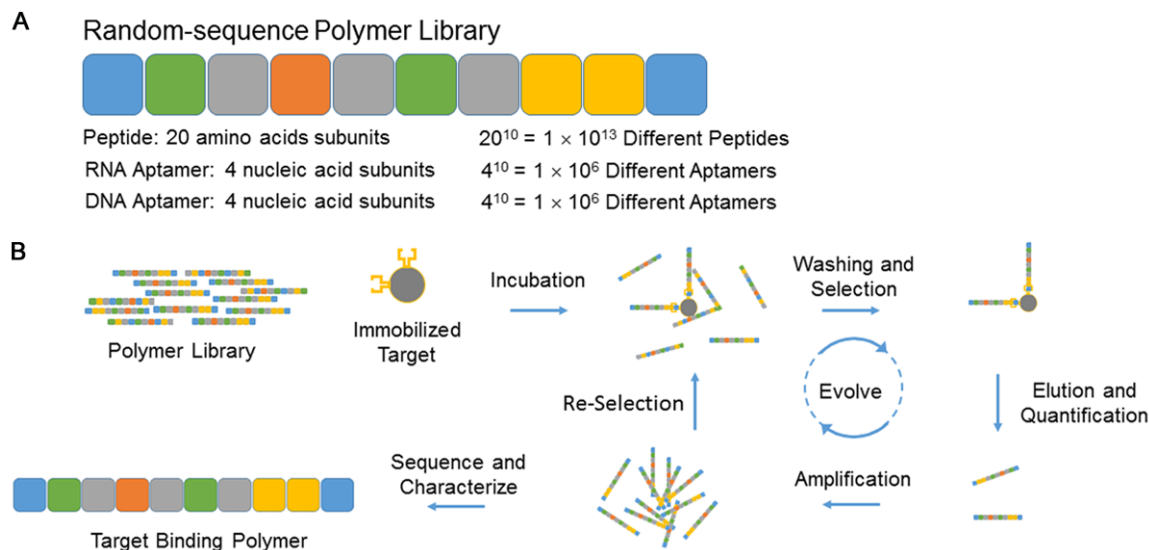 A
Random-sequence Polymer Library
Peptide: 20 amino acids subunits
20¹⁰ = 1 × 10¹³ Different Peptides
RNA Aptamer: 4 nucleic acid subunits
4¹⁰ = 1 × 10⁶ Different Aptamers
DNA Aptamer: 4 nucleic acid subunits
4¹⁰ = 1 × 10⁶ Different Aptamers
B
Polymer Library
Immobilized
Target
Incubation
Washing and
Selection
Evolve
Elution and
Quantification
Amplification
Re-Selection
Sequence and
Characterize
Target Binding Polymer